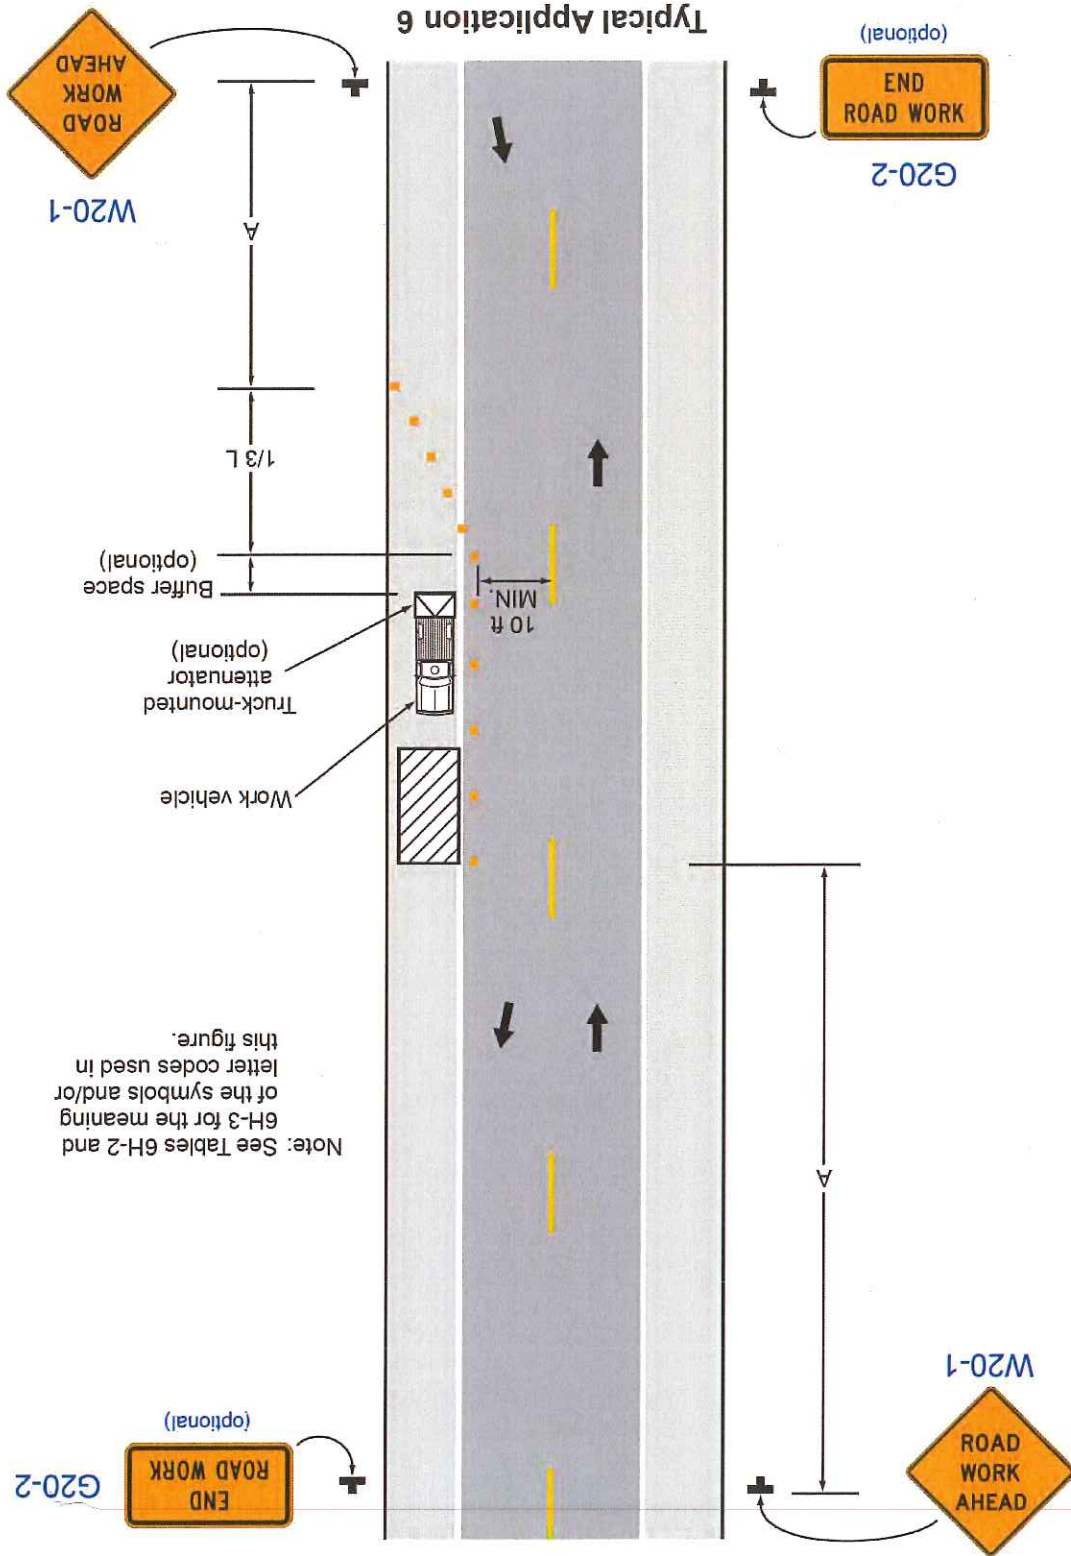 W20-1
ROAD
WORK
AHEAD
G20-2
END
ROAD WORK
(optional)
A
Note: See Tables 6H-2 and
6H-3 for the meaning
of the symbols and/or
letter codes used in
this figure.
Work vehicle
Truck-mounted
attenuator
(optional)
10 ft
MIN.
Buffer space
(optional)
1/3 L
A
G20-2
END
ROAD WORK
(optional)
W20-1
ROAD
WORK
AHEAD
Typical Application 6